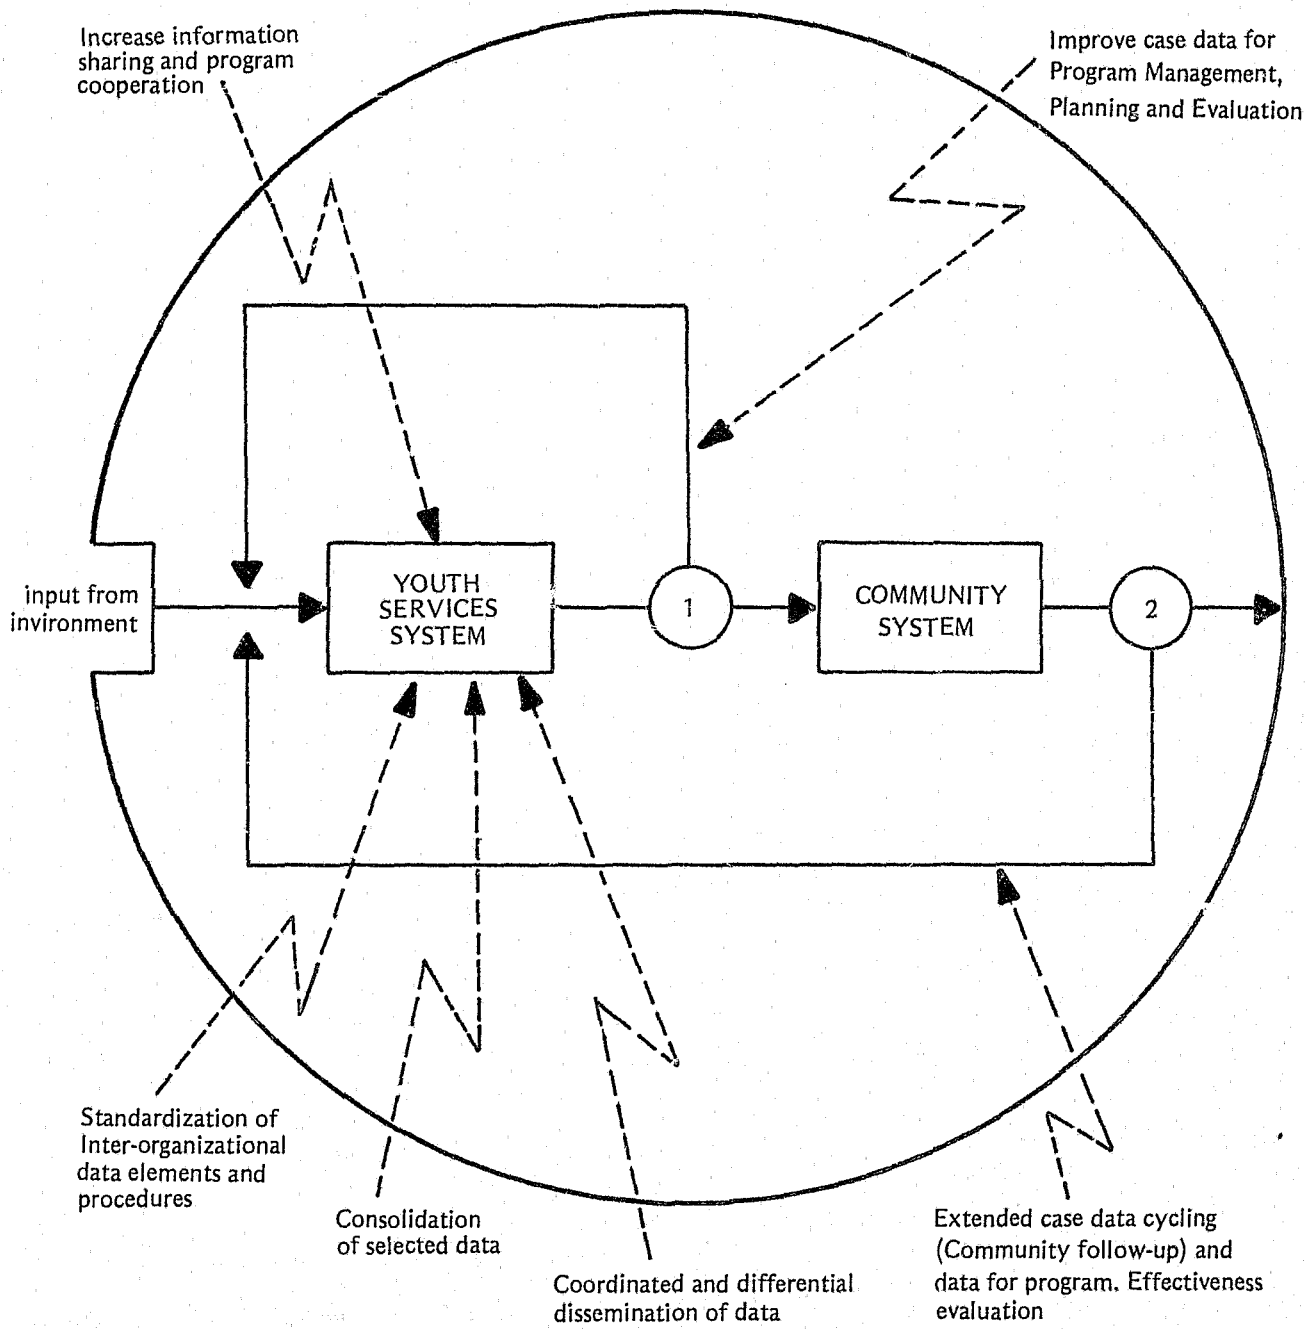 Increase information
sharing and program
cooperation
Improve case data for
Program Management,
Planning and Evaluation
input from
invironment
YOUTH
SERVICES
SYSTEM
1
COMMUNITY
SYSTEM
2
Standardization of
Inter-organizational
data elements and
procedures
Consolidation
of selected data
Coordinated and differential
dissemination of data
Extended case data cycling
(Community follow-up) and
data for program. Effectiveness
evaluation